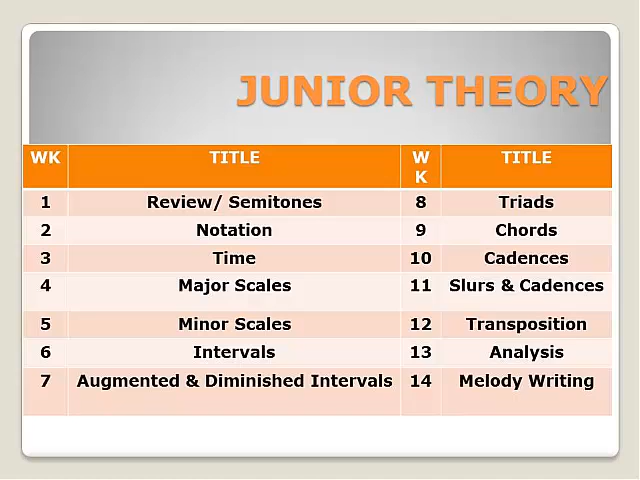 JUNIOR THEORY
WK TITLE W K TITLE
1 Review/ Semitones 8 Triads
2 Notation 9 Chords
3 Time 10 Cadences
4 Major Scales 11 Slurs & Cadences
5 Minor Scales 12 Transposition
6 Intervals 13 Analysis
7 Augmented & Diminished Intervals 14 Melody Writing